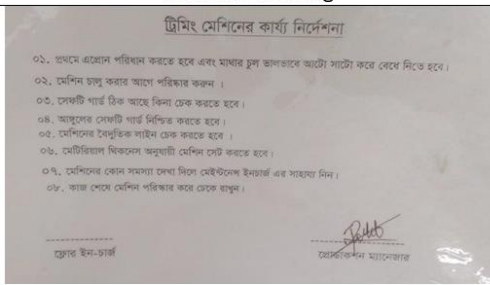 ট্রিমিং মেশিনের কার্য্য নির্দেশনা
০১. প্রথমে এপ্রোন পরিধান করতে হবে এবং মাথার চুল ভালভাবে আটো সাটো করে বেধে নিতে হবে।
০২. মেশিন চালু করার আগে পরিস্কার করুন ।
০৩. সেফটি গার্ড ঠিক আছে কিনা চেক করতে হবে।
০৪. আঙ্গুলের সেফটি গার্ড নিশ্চিত করতে হবে।
০৫. মেশিনের বৈদুতিক লাইন চেক করতে হবে ।
০৬. মেটিরিয়াল থিকনেস অনুযায়ী মেশিন সেট করতে হবে।
০৭. মেশিনের কোন সমস্যা দেখা দিলে মেইন্টনেন্স ইনচার্জ এর সাহায্য নিন।
০৮. কাজ শেষে মেশিন পরিস্কার করে ঢেকে রাখুন।
ফ্লোর ইন-চার্জ
প্রোডাকশন ম্যানেজার